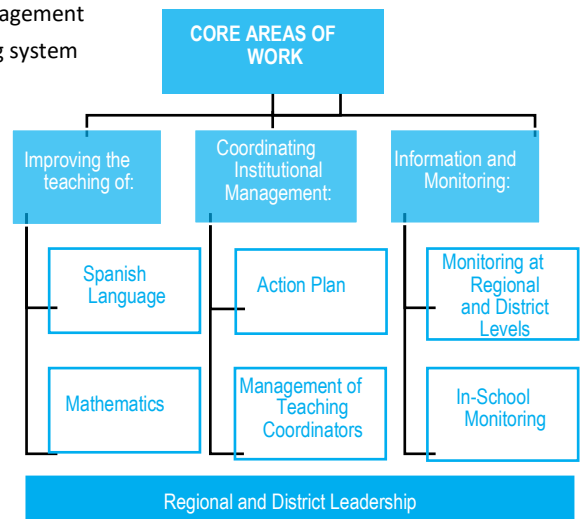 agement
g system
CORE AREAS OF
WORK
Improving the
teaching of:
Coordinating
Institutional
Management:
Information and
Monitoring:
Spanish
Language
Action Plan
Monitoring at
Regional
and District
Levels
Mathematics
Management of
Teaching
Coordinators
In-School
Monitoring
Regional and District Leadership